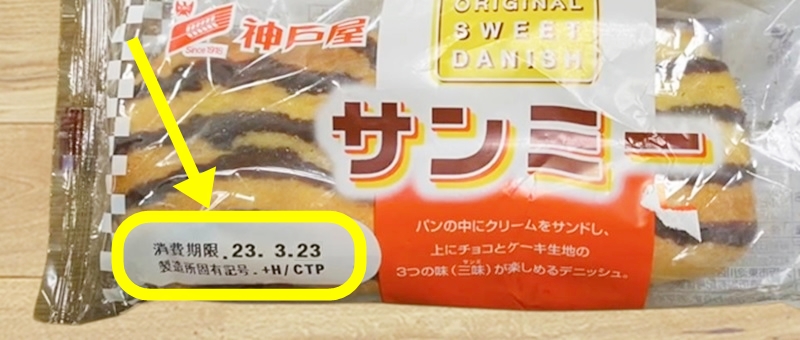 Since 1918
神戸屋
ORIGINAL
SWEET
DANISH
サンミー
パンの中にクリームをサンドし、
上にチョコとケーキ生地の
サンミ
3つの味(三味)が楽しめるデニッシュ。
消費期限.23. 3.23
製造所固有記号.+H/CTP